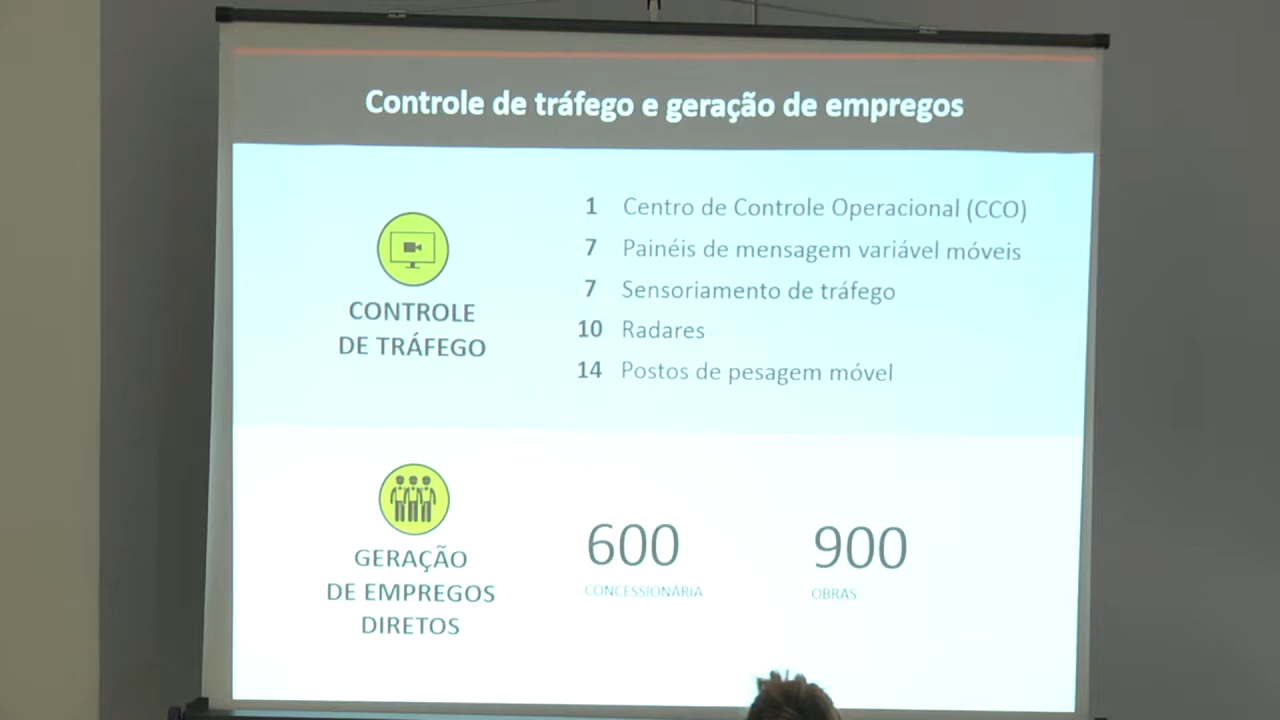 Controle de tráfego e geração de empregos
CONTROLE
DE TRÁFEGO
1 Centro de Controle Operacional (CCO)
7 Painéis de mensagem variável móveis
7 Sensoriamento de tráfego
10 Radares
14 Postos de pesagem móvel
GERAÇÃO
DE EMPREGOS
DIRETOS
600
CONCESSIONÁRIA
900
OBRAS